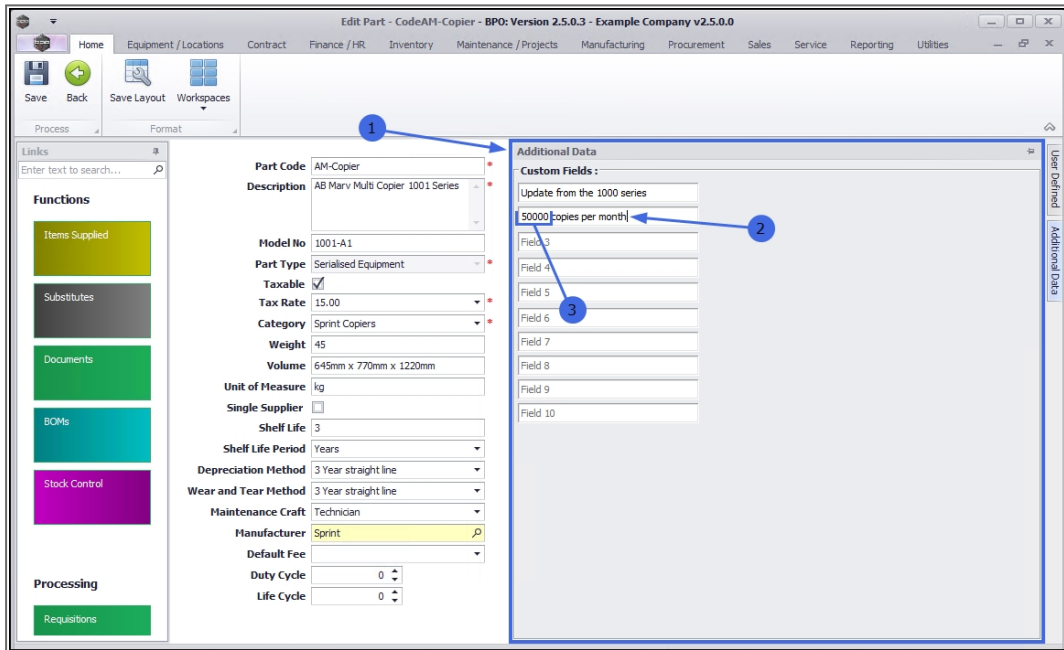 Edit Part - CodeAM-Copier - BPO: Version 2.5.0.3 - Example Company v2.5.0.0
Home Equipment / Locations Contract Finance / HR Inventory Maintenance / Projects Manufacturing Procurement Sales Service Reporting Utilities
Save Back Save Layout Workspaces
Process Format
1
Links
Enter text to search...
Functions
Items Supplied
Substitutes
Documents
BOMs
Stock Control
Processing
Requisitions
Part Code AM-Copier *
Description AB Marv Multi Copier 1001 Series *
Model No 1001-A1
Part Type Serialised Equipment *
Taxable
Tax Rate 15.00 *
Category Sprint Copiers *
Weight 45
Volume 645mm x 770mm x 1220mm
Unit of Measure kg
Single Supplier
Shelf Life 3
Shelf Life Period Years
Depreciation Method 3 Year straight line
Wear and Tear Method 3 Year straight line
Maintenance Craft Technician
Manufacturer Sprint
Default Fee
Duty Cycle 0
Life Cycle 0
Additional Data
Custom Fields :
Update from the 1000 series
50000 copies per month
2
Field 3
Field 4
Field 5
3
Field 6
Field 7
Field 8
Field 9
Field 10
User Defined
Additional Data